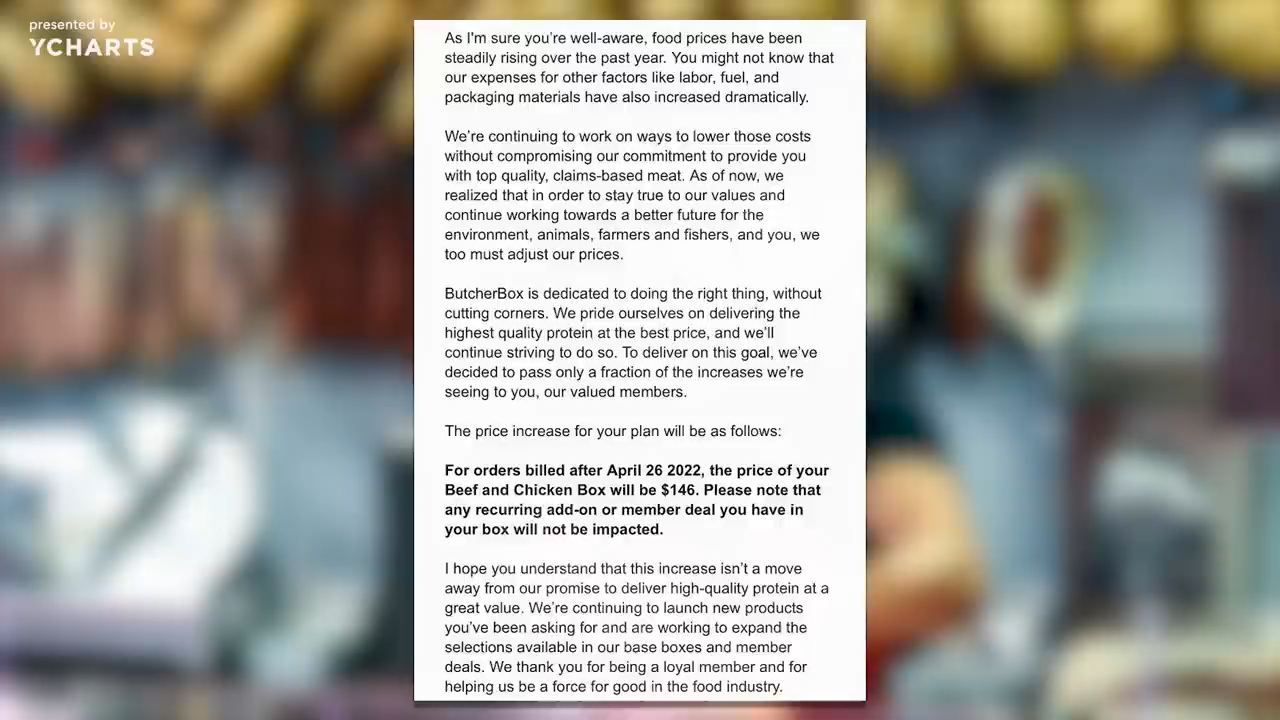 presented by
YCHARTS
As I'm sure you're well-aware, food prices have been
steadily rising over the past year. You might not know that
our expenses for other factors like labor, fuel, and
packaging materials have also increased dramatically.
We're continuing to work on ways to lower those costs
without compromising our commitment to provide you
with top quality, claims-based meat. As of now, we
realized that in order to stay true to our values and
continue working towards a better future for the
environment, animals, farmers and fishers, and you, we
too must adjust our prices.
ButcherBox is dedicated to doing the right thing, without
cutting corners. We pride ourselves on delivering the
highest quality protein at the best price, and we'll
continue striving to do so. To deliver on this goal, we've
decided to pass only a fraction of the increases we're
seeing to you, our valued members.
The price increase for your plan will be as follows:
For orders billed after April 26 2022, the price of your
Beef and Chicken Box will be $146. Please note that
any recurring add-on or member deal you have in
your box will not be impacted.
I hope you understand that this increase isn't a move
away from our promise to deliver high-quality protein at a
great value. We're continuing to launch new products
you've been asking for and are working to expand the
selections available in our base boxes and member
deals. We thank you for being a loyal member and for
helping us be a force for good in the food industry.